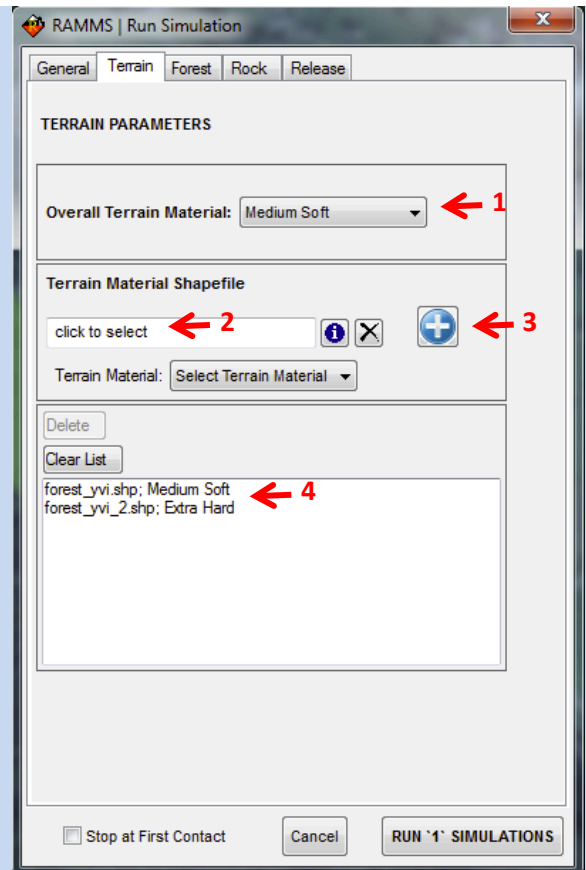 RAMMS | Run Simulation
General Terrain Forest Rock Release
TERRAIN PARAMETERS
Overall Terrain Material: Medium Soft 1
Terrain Material Shapefile
click to select 2 3
Terrain Material: Select Terrain Material
Delete
Clear List
forest_yvi.shp; Medium Soft 4
forest_yvi_2.shp; Extra Hard
Stop at First Contact Cancel RUN `1` SIMULATIONS